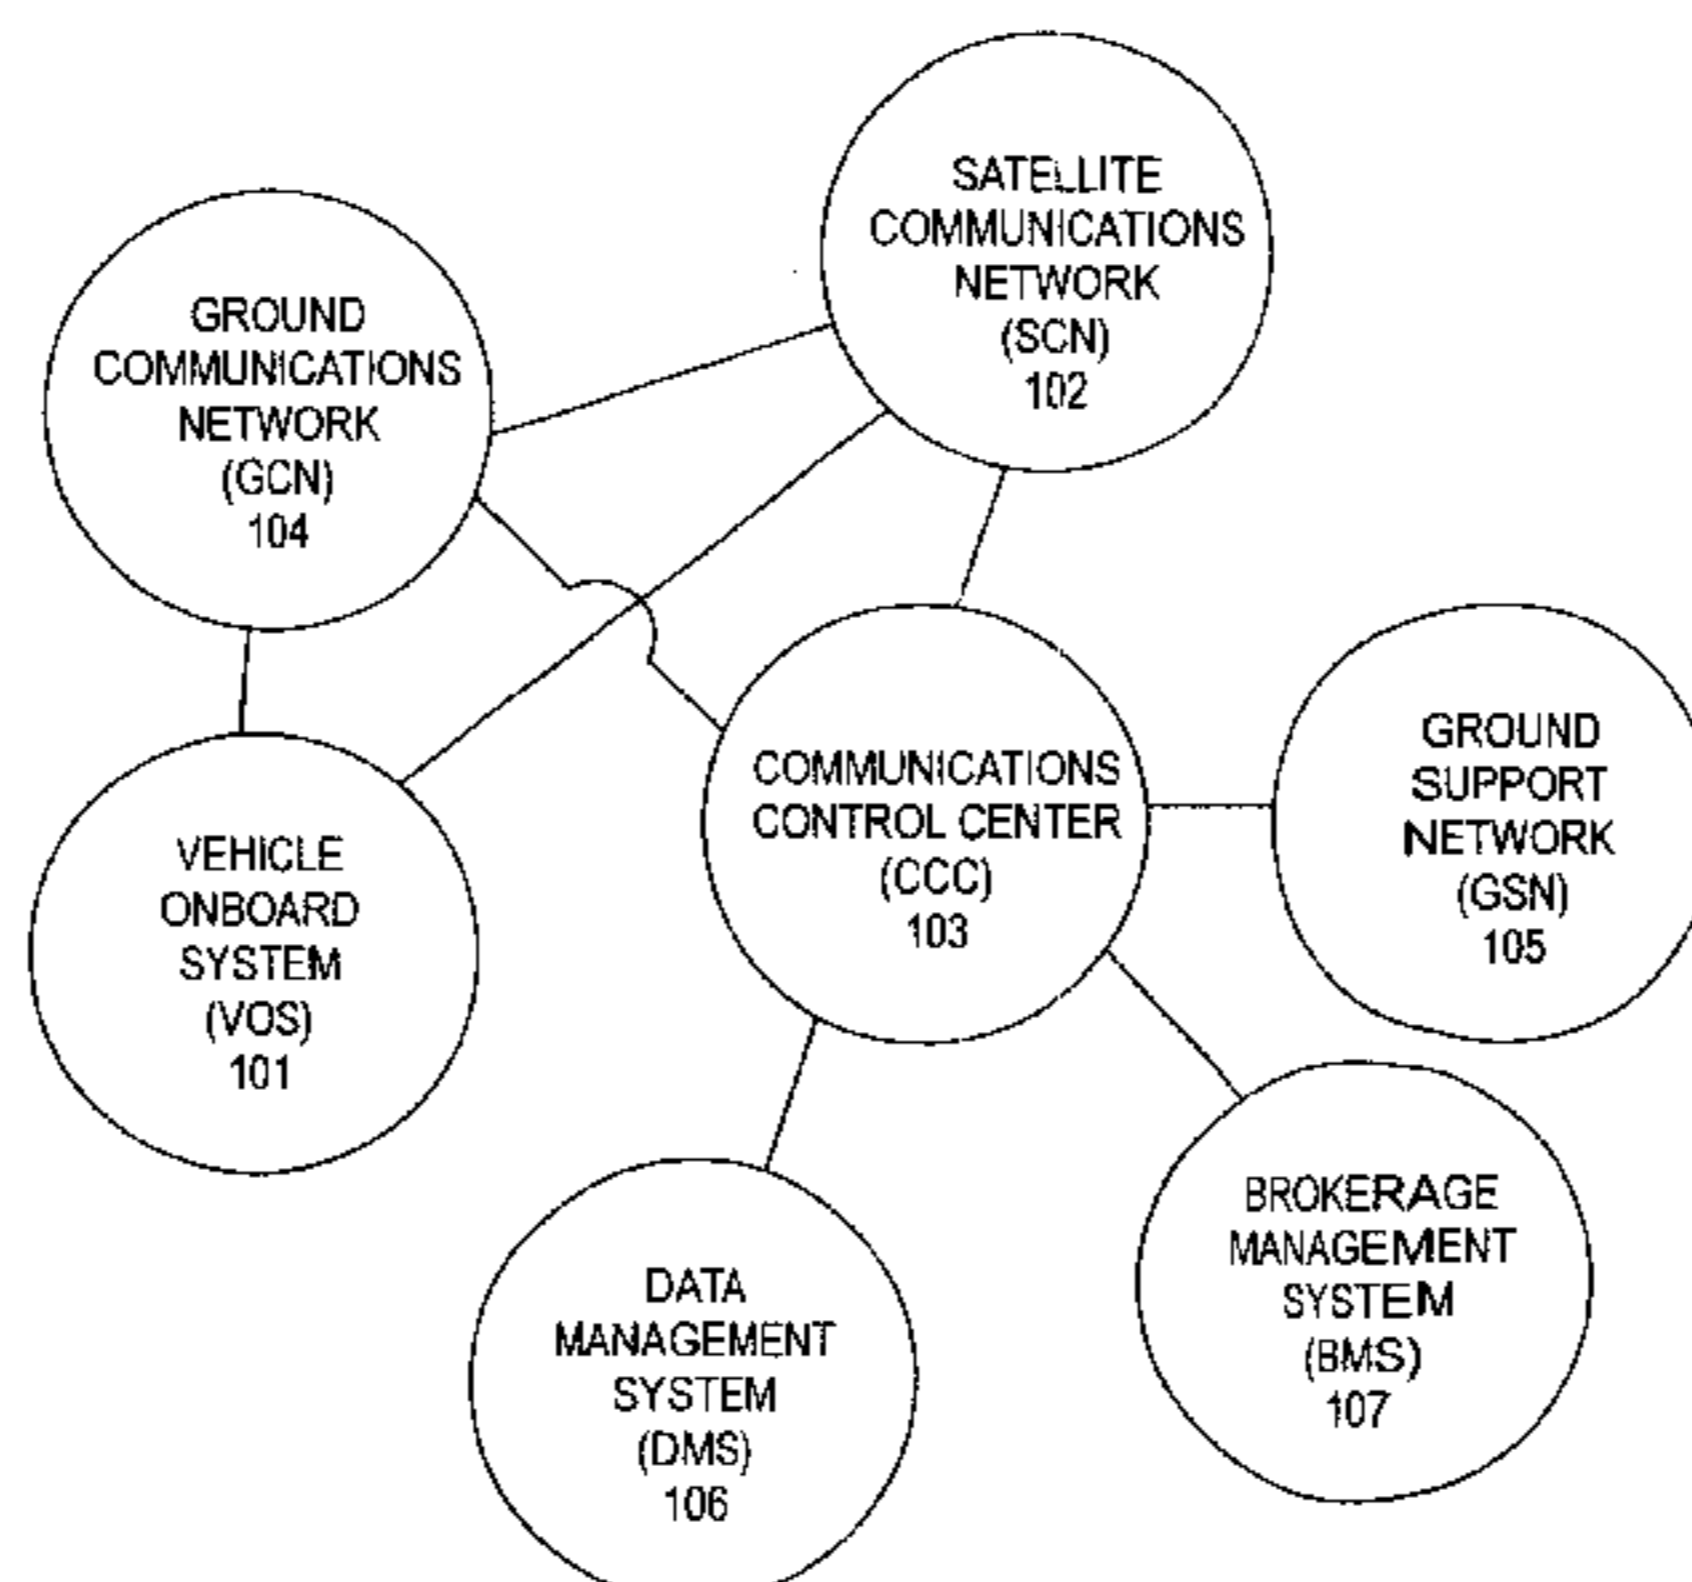 SATELLITE
COMMUNICATIONS
NETWORK
(SCN)
102
GROUND
COMMUNICATIONS
NETWORK
(GCN)
104
VEHICLE
ONBOARD
SYSTEM
(VOS)
101
COMMUNICATIONS
CONTROL CENTER
(CCC)
103
GROUND
SUPPORT
NETWORK
(GSN)
105
DATA
MANAGEMENT
SYSTEM
(DMS)
106
BROKERAGE
MANAGEMENT
SYSTEM
(BMS)
107